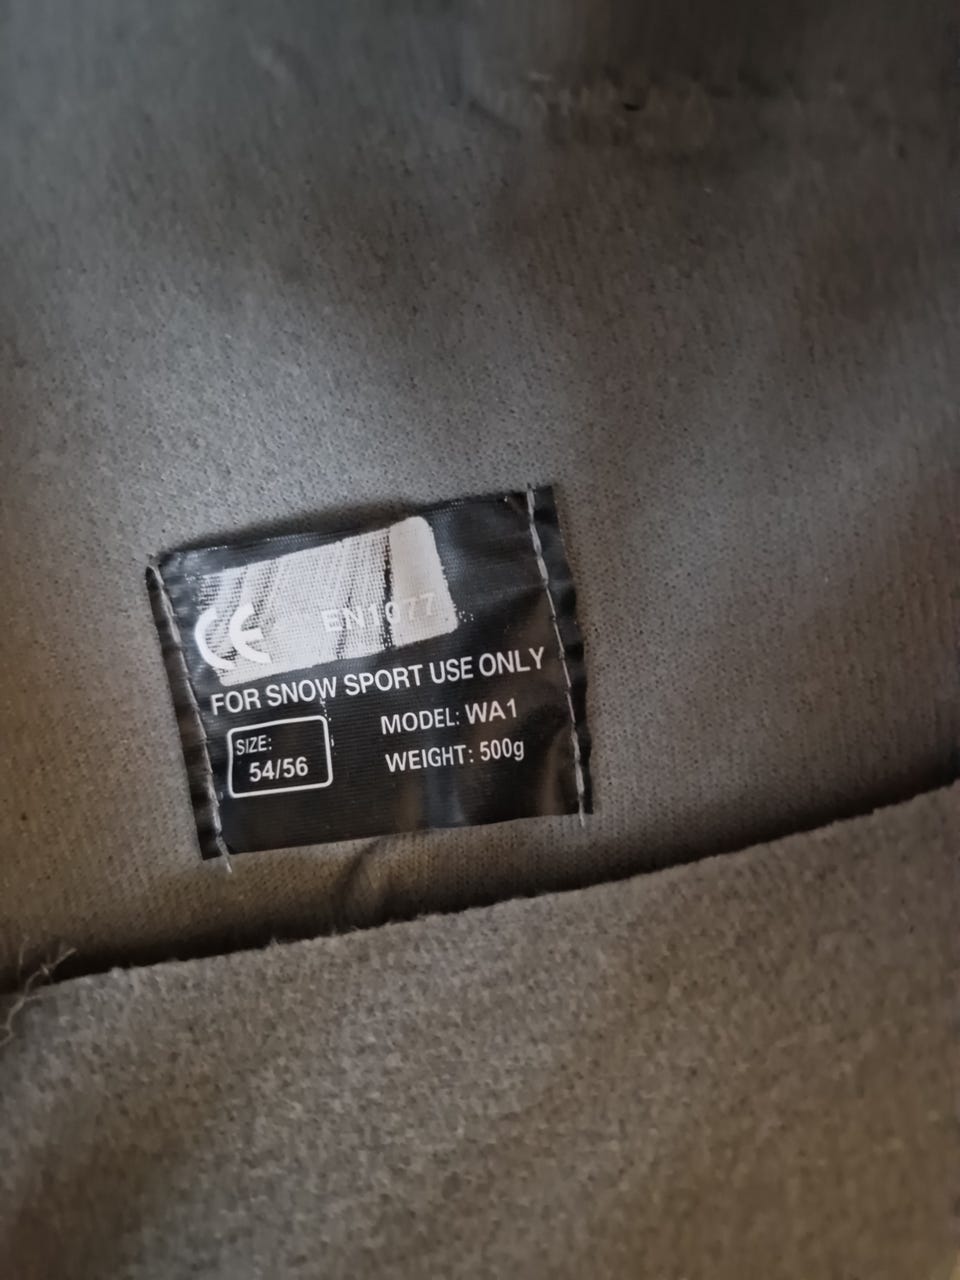 CE EN1077
FOR SNOW SPORT USE ONLY
SIZE: MODEL: WA1
54/56 WEIGHT: 500g